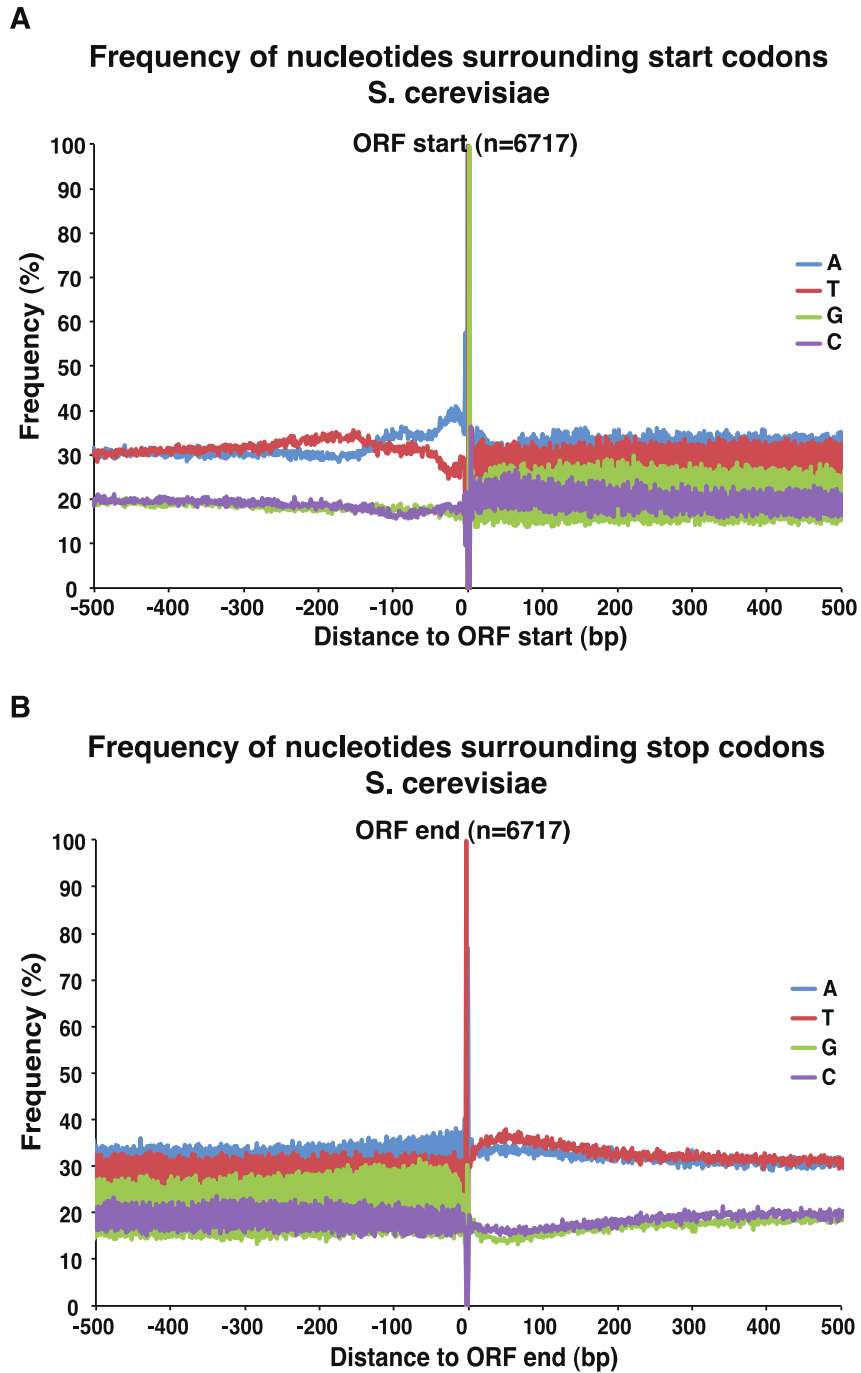 A
Frequency of nucleotides surrounding start codons
S. cerevisiae
ORF start (n=6717)
100
90
80
70
60
50
40
30
20
10
0
Frequency (%)
A
T
G
C
-500 -400 -300 -200 -100 0 100 200 300 400 500
Distance to ORF start (bp)
B
Frequency of nucleotides surrounding stop codons
S. cerevisiae
ORF end (n=6717)
100
90
80
70
60
50
40
30
20
10
0
Frequency (%)
A
T
G
C
-500 -400 -300 -200 -100 0 100 200 300 400 500
Distance to ORF end (bp)